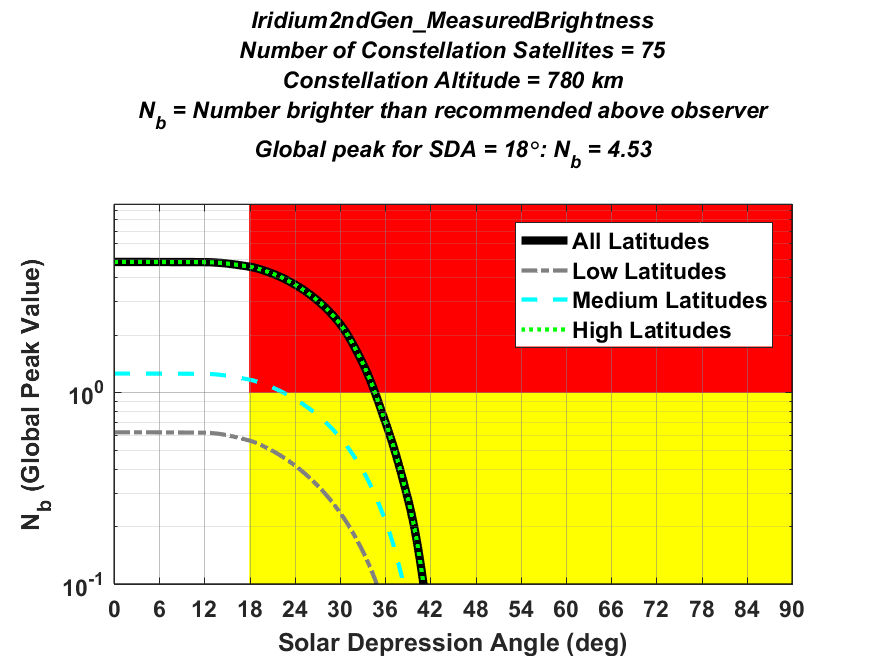 Iridium2ndGen_MeasuredBrightness
Number of Constellation Satellites = 75
Constellation Altitude = 780 km
N_b = Number brighter than recommended above observer
Global peak for SDA = 18°: N_b = 4.53
All Latitudes
Low Latitudes
Medium Latitudes
High Latitudes
N_b (Global Peak Value)
10^0
10^-1
0 6 12 18 24 30 36 42 48 54 60 66 72 78 84 90
Solar Depression Angle (deg)